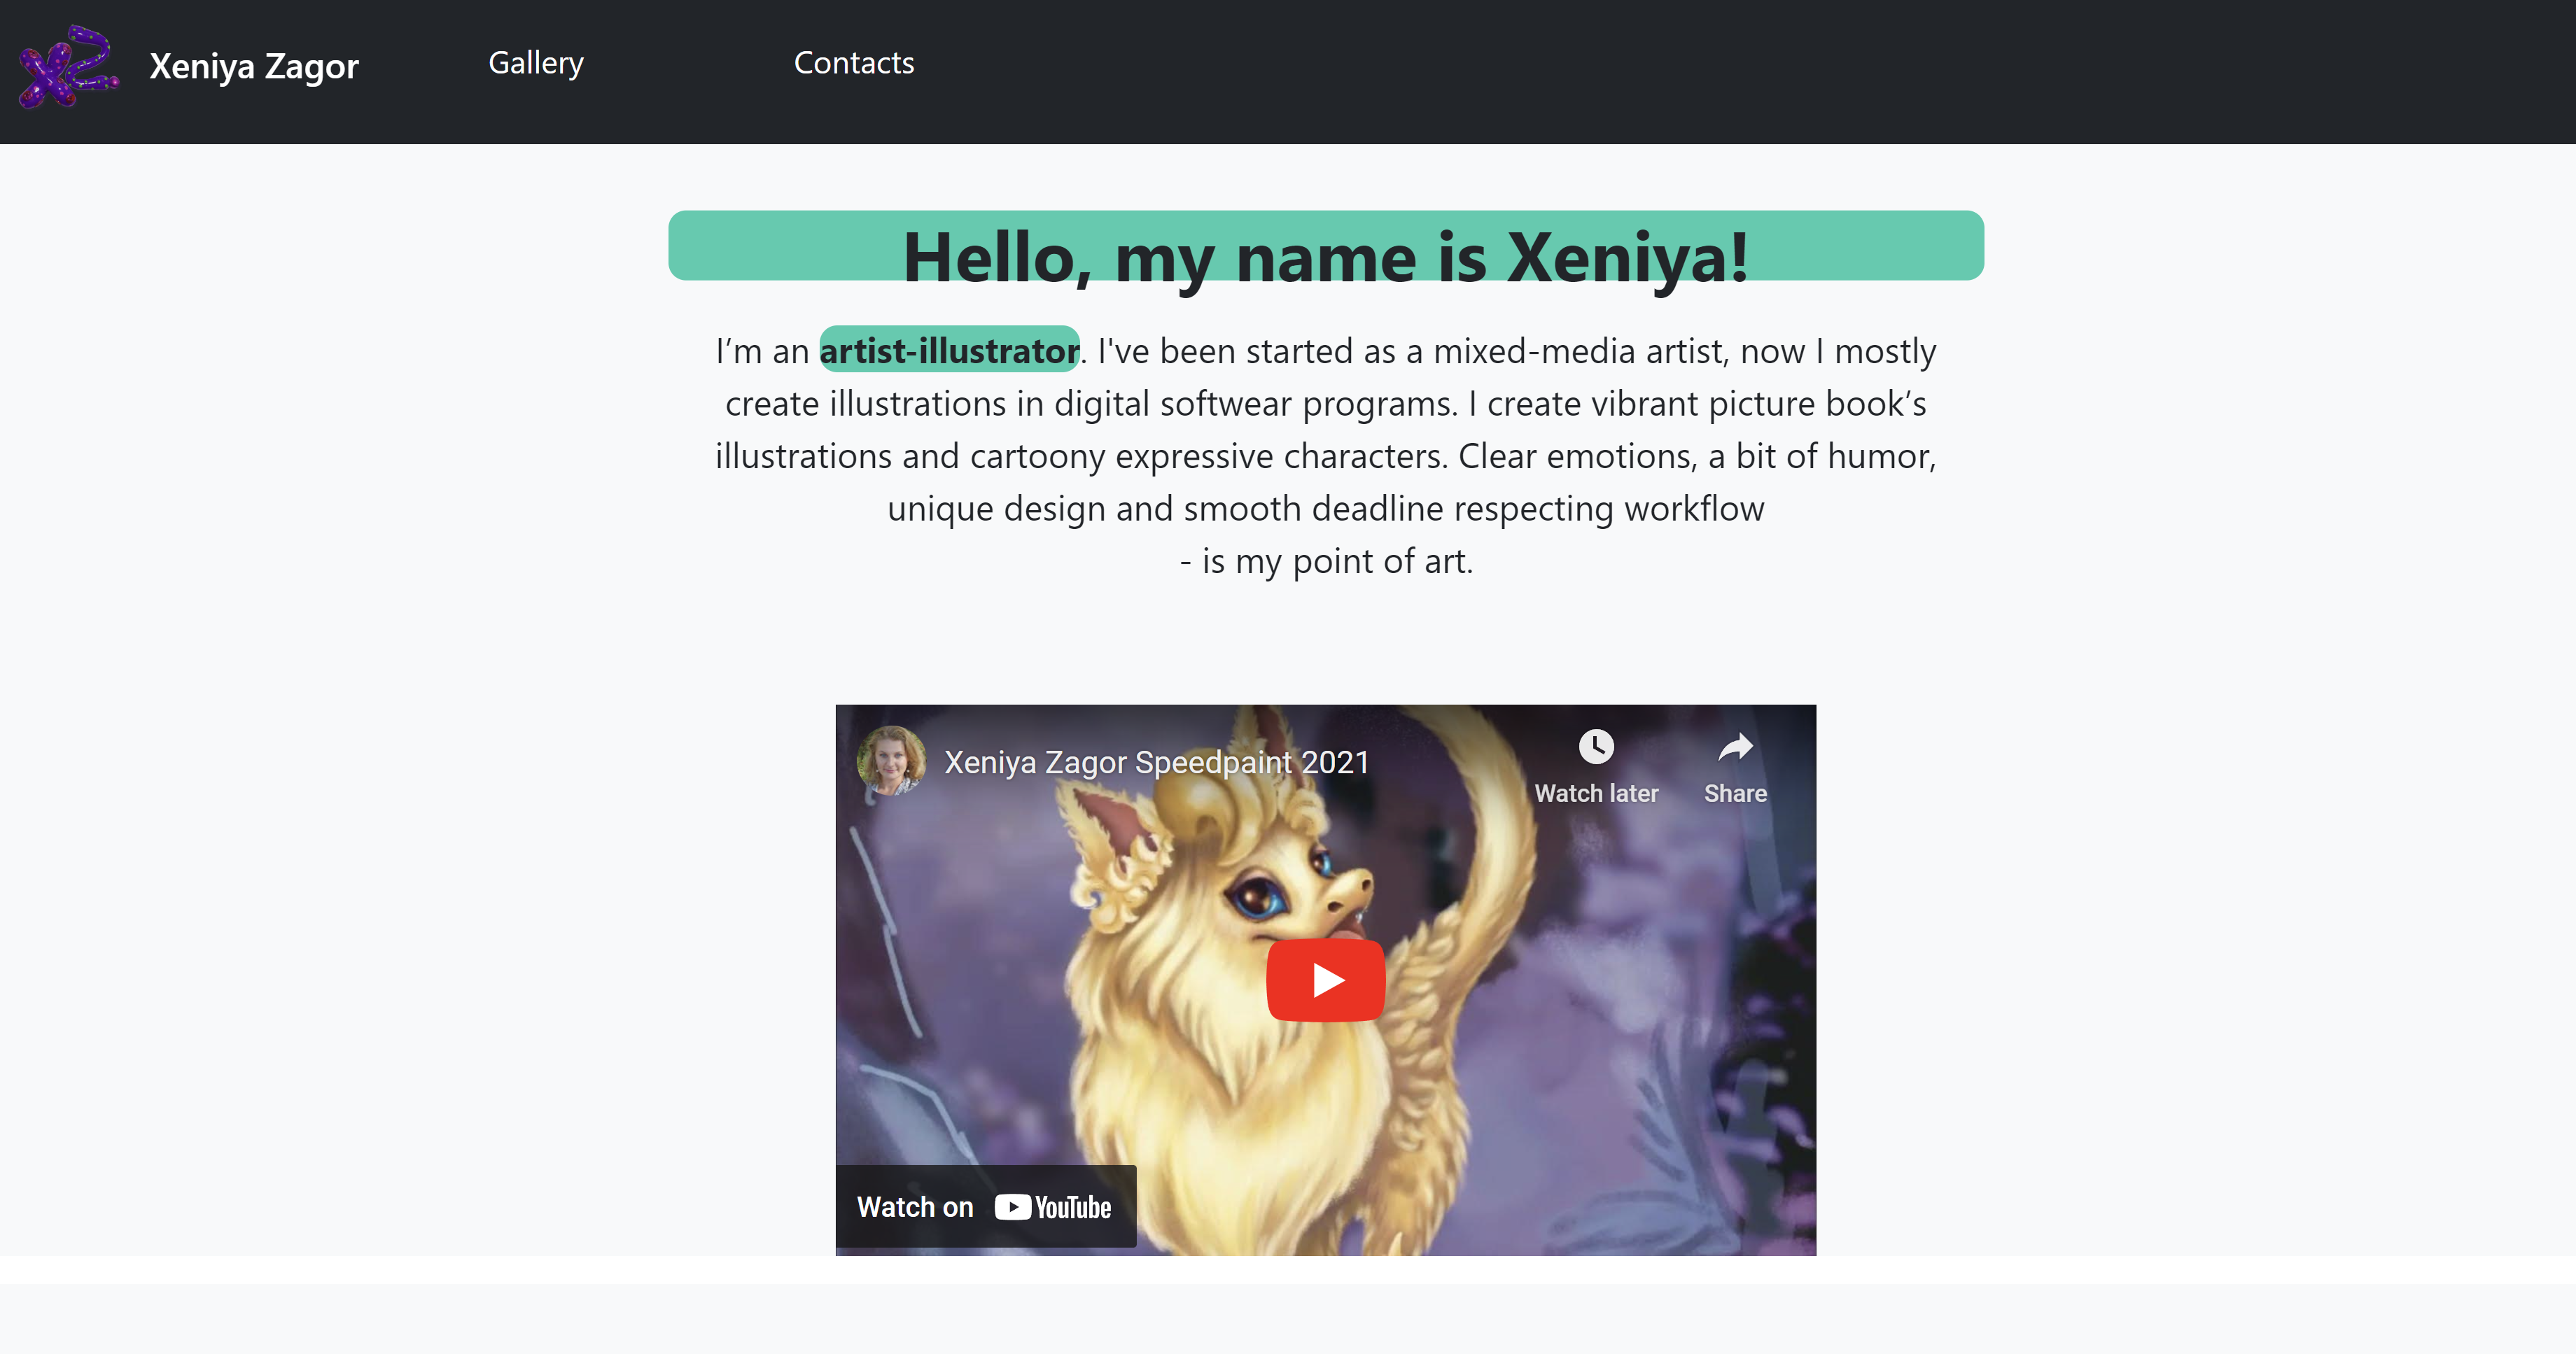 XZ
Xeniya Zagor
Gallery
Contacts
Hello, my name is Xeniya!
I’m an artist-illustrator. I've been started as a mixed-media artist, now I mostly
create illustrations in digital softwear programs. I create vibrant picture book’s
illustrations and cartoony expressive characters. Clear emotions, a bit of humor,
unique design and smooth deadline respecting workflow
- is my point of art.
Xeniya Zagor Speedpaint 2021
Watch later
Share
Watch on YouTube